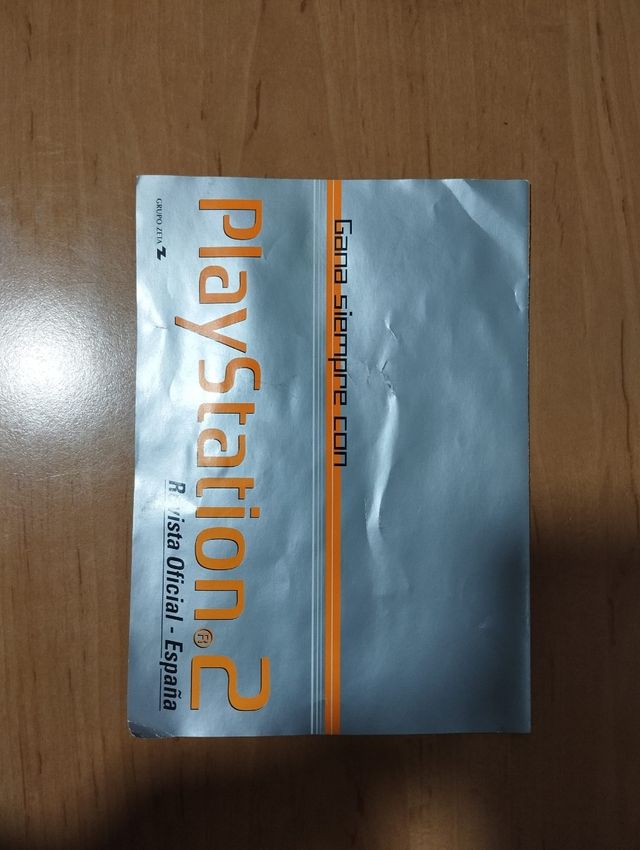 Gana siempre con
PlayStation®2
Revista Oficial - España
GRUPO ZETA